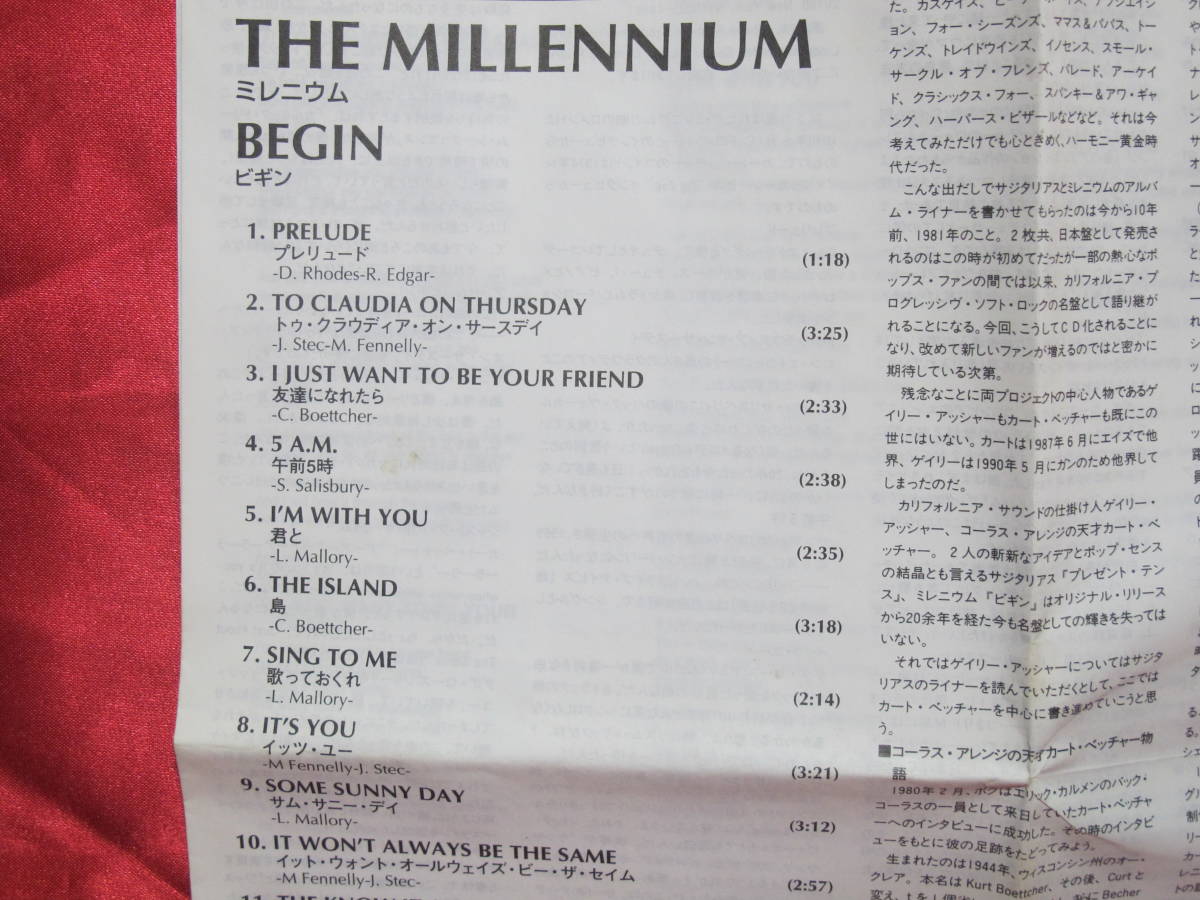 THE MILLENNIUM
ミレニウム
BEGIN
ビギン
1. PRELUDE
プレリュード
(1:18)
-D. Rhodes-R. Edgar-
2. TO CLAUDIA ON THURSDAY
トゥ・クラウディア・オン・サースデイ
(3:25)
-J. Stec-M. Fennelly-
3. I JUST WANT TO BE YOUR FRIEND
友達になれたら
(2:33)
-C. Boettcher-
4. 5 A.M.
午前5時
(2:38)
-S. Salisbury-
5. I'M WITH YOU
君と
(2:35)
-L. Mallory-
6. THE ISLAND
島
(3:18)
-C. Boettcher-
7. SING TO ME
歌っておくれ
(2:14)
-L. Mallory-
8. IT'S YOU
イッツ・ユー
(3:21)
-M Fennelly-J. Stec-
9. SOME SUNNY DAY
サム・サニー・デイ
(3:12)
-L. Mallory-
10. IT WON'T ALWAYS BE THE SAME
イット・ウォント・オールウェイズ・ビー・ザ・セイム
(2:57)
-M Fennelly-J. Stec-
ョン、フォー・シーズンズ、ママス&パパス、トー
ケンズ、トレイドウインズ、イノセンス、スモール・
サークル・オブ・フレンズ、パレード、アーケイ
ド、クラシックス・フォー、スパンキー&アワ・ギャ
ング、ハーパース・ビザールなどなど。それは今
考えてみただけでも心ときめく、ハーモニー黄金時
代だった。
こんな出だしでサジタリアスとミレニウムのアルバ
ム・ライナーを書かせてもらったのは今から10年
前、1981年のこと。2枚共、日本盤として発売さ
れるのはこの時が初めてだったが一部の熱心なポ
ップス・ファンの間では以来、カリフォルニア・プ
ログレッシヴ・ソフト・ロックの名盤として語り継が
れることになる。今回、こうしてCD化されることに
なり、改めて新しいファンが増えるのではと密かに
期待している次第。
残念なことに両プロジェクトの中心人物であるゲ
イリー・アッシャーもカート・ベッチャーも既にこの
世にはいない。カートは1987年6月にエイズで他
界、ゲイリーは1990年5月にガンのため他界して
しまったのだ。
カリフォルニア・サウンドの仕掛け人ゲイリー・
アッシャー、コーラス・アレンジの天才カート・ベ
ッチャー。2人の斬新なアイデアとポップ・センス
の結晶とも言えるサジタリアス『プレゼント・テン
ス』、ミレニウム『ビギン』はオリジナル・リリース
から20余年を経た今も名盤としての輝きを失っては
いない。
それではゲイリー・アッシャーについてはサジタ
リアスのライナーを読んでいただくとして、ここでは
カート・ベッチャーを中心に書き進めていこうと思
う。
■コーラス・アレンジの天才カート・ベッチャー物
語
1980年2月、ボクはエリック・カルメンのバック・
コーラスの一員として来日していたカート・ベッチャ
ーへのインタビューに成功した。その時のインタビ
ューをもとに彼の足跡をたどってみよう。
生まれたのは1944年、ウィスコンシン州のオー・
クレア。本名は Kurt Boettcher、その後、Curtと